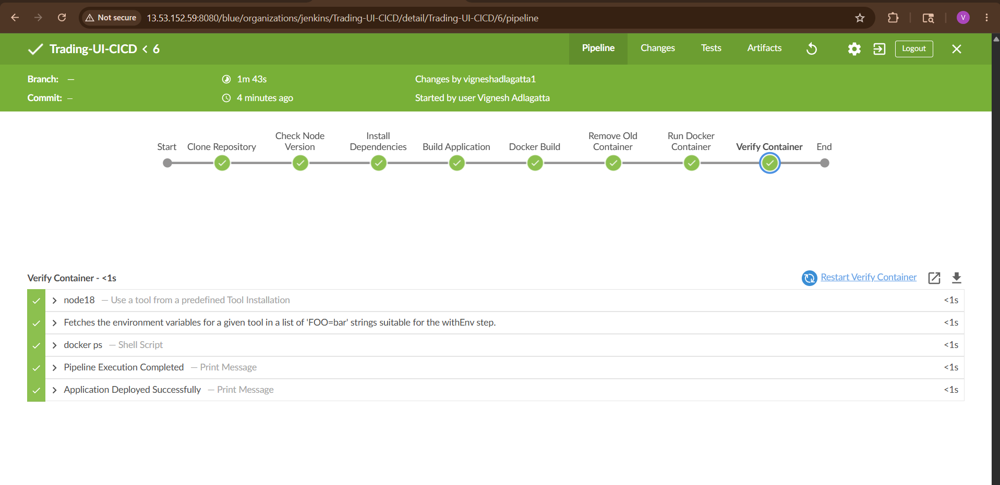 Not secure 13.53.152.59:8080/blue/organizations/jenkins/Trading-UI-CICD/detail/Trading-UI-CICD/6/pipeline
V
Trading-UI-CICD < 6
Pipeline Changes Tests Artifacts Logout
Branch: — 1m 43s Changes by vigneshadlagatta1
Commit: – 4 minutes ago Started by user Vignesh Adlagatta
Start
Clone Repository
Check Node
Version
Install
Dependencies
Build Application
Docker Build
Remove Old
Container
Run Docker
Container
Verify Container
End
Verify Container - <1s
Restart Verify Container
node18 — Use a tool from a predefined Tool Installation <1s
Fetches the environment variables for a given tool in a list of 'FOO=bar' strings suitable for the withEnv step. <1s
docker ps — Shell Script <1s
Pipeline Execution Completed — Print Message <1s
Application Deployed Successfully — Print Message <1s